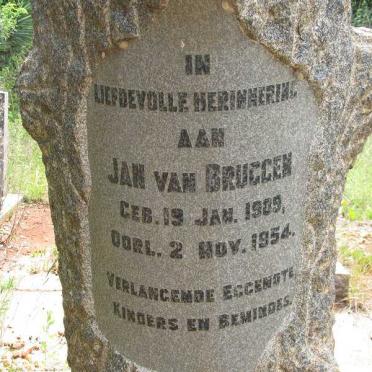 IN
LIEFDEVOLLE HERINNERING
AAN
JAN VAN BRUGGEN
GEB. 19 JAN. 1909,
OORL. 2 NOV. 1954.
VERLANGENDE EGGENOTE,
KINDERS EN BEMINDES.